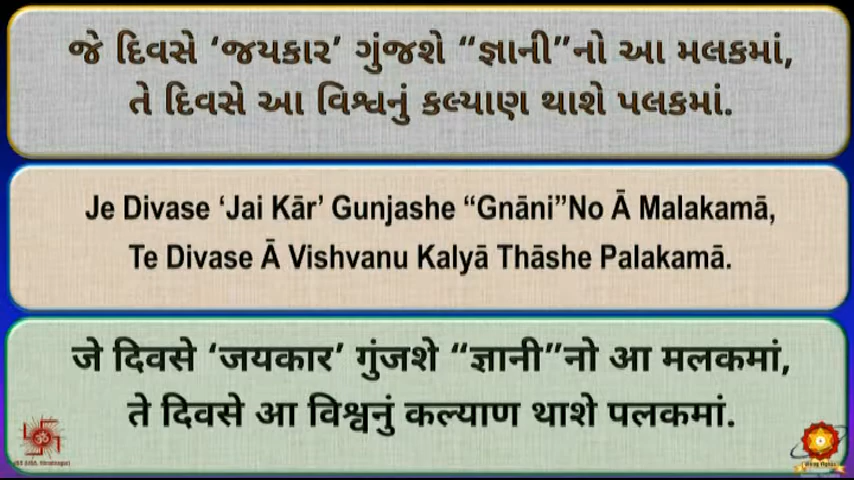 જે દિવસે ‘જયકાર’ ગુંજશે “જ્ઞાની”નો આ મલકમાં,
તે દિવસે આ વિશ્વનું કલ્યાણ થાશે પલકમાં.
Je Divase ‘Jai Kār’ Gunjashe “Gnāni”No Ā Malakamā,
Te Divase Ā Vishvanu Kalyā Thāshe Palakamā.
जे दिवसे ‘जयकार’ गुंजशे “ज्ञानी”नो आ मलकमां,
ते दिवसे आ विश्वनुं कल्याण थाशे पलकमां.